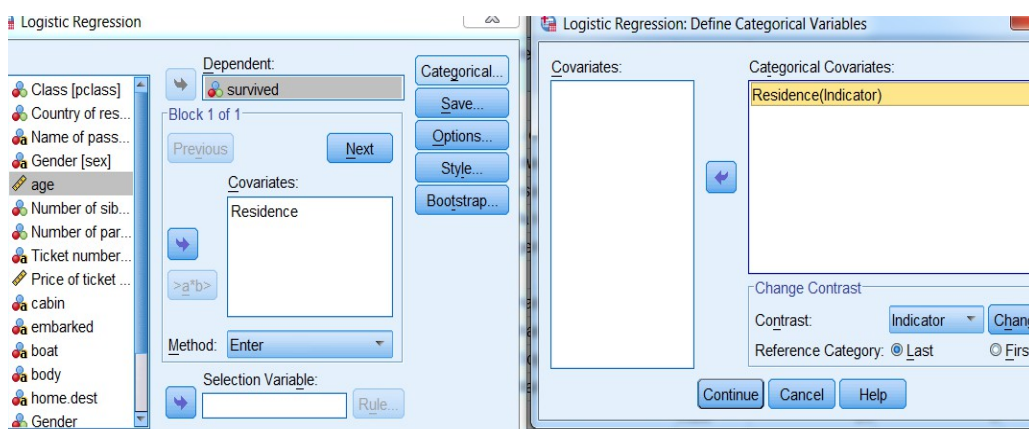 Logistic Regression
Class [pclass]
Country of res...
Name of pass...
Gender [sex]
age
Number of sib...
Number of par...
Ticket number...
Price of ticket ...
cabin
embarked
boat
body
home.dest
Gender
Dependent:
survived
Block 1 of 1
Previous
Next
Covariates:
Residence
>a*b>
Method: Enter
Selection Variable:
Rule...
Categorical...
Save...
Options...
Style...
Bootstrap...
Logistic Regression: Define Categorical Variables
Covariates:
Categorical Covariates:
Residence(Indicator)
Change Contrast
Contrast: Indicator Chang
Reference Category: Last First
Continue Cancel Help